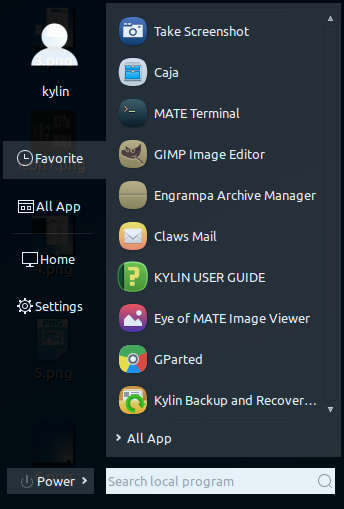 kylin
Favorite
All App
Home
Settings
Power
Take Screenshot
Caja
MATE Terminal
GIMP Image Editor
Engrampa Archive Manager
Claws Mail
KYLIN USER GUIDE
Eye of MATE Image Viewer
GParted
Kylin Backup and Recover...
All App
Search local program
5.png